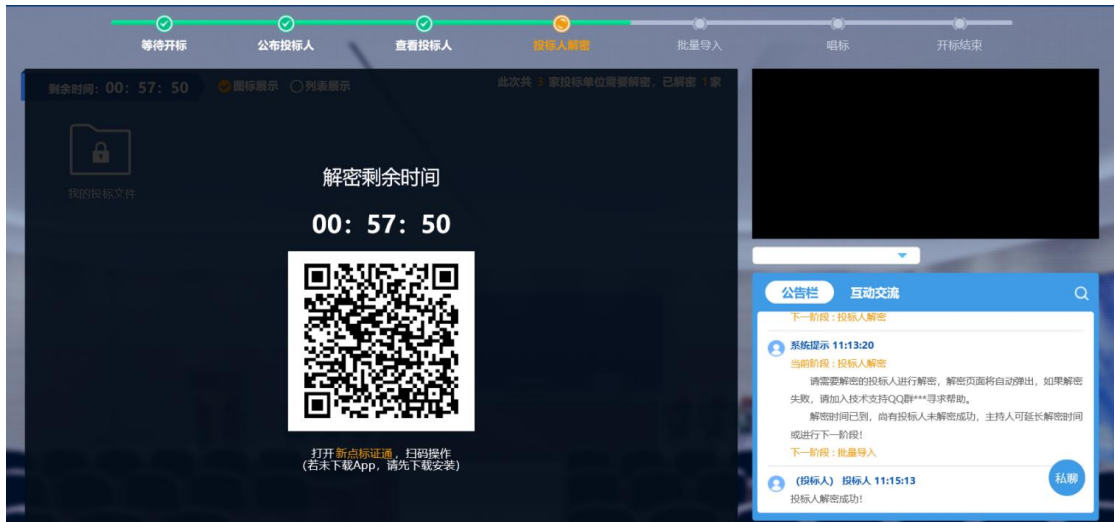 等待开标
公布投标人
查看投标人
投标人解密
批量导入
唱标
开标结束
剩余时间：00：57：50
图标展示
列表展示
此次共 3 家投标单位需要解密，已解密 1家
我的投标文件
解密剩余时间
00：57：50
打开新点标证通，扫码操作
(若未下载App，请先下载安装)
公告栏
互动交流
下一阶段：投标人解密
系统提示 11:13:20
当前阶段：投标人解密
请需要解密的投标人进行解密，解密页面将自动弹出，如果解密
失败，请加入技术支持QQ群***寻求帮助。
解密时间已到，尚有投标人未解密成功，主持人可延长解密时间
或进行下一阶段!
下一阶段：批量导入
(投标人) 投标人 11:15:13
投标人解密成功!
私聊